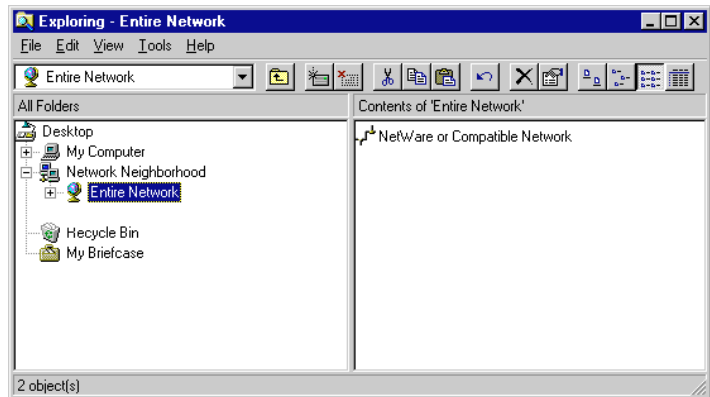 Exploring - Entire Network
File Edit View Tools Help
Entire Network
All Folders
Contents of 'Entire Network'
Desktop
My Computer
Network Neighborhood
Entire Network
Recycle Bin
My Briefcase
NetWare or Compatible Network
2 object(s)